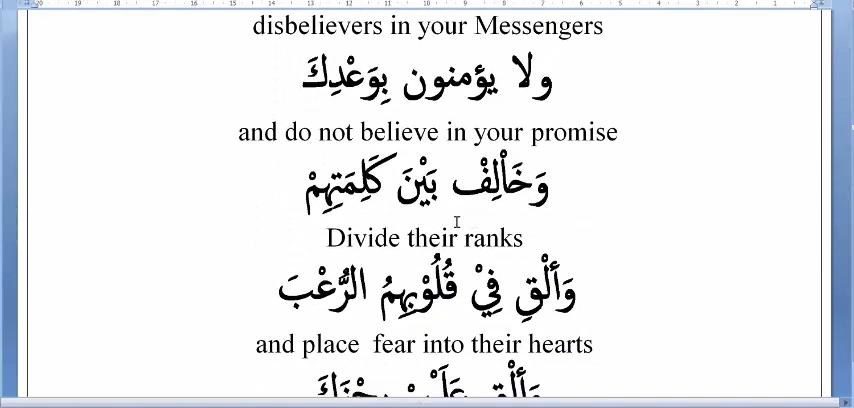 disbelievers in your Messengers
ولا يؤمنون بِوَعْدِكَ
and do not believe in your promise
وَخَاْلِفْ بَيْنَ كَلِمَتِهِمْ
Divide their ranks
وَأَلْقِ فِيْ قُلُوْبِهِمُ الرُّعْبَ
and place fear into their hearts